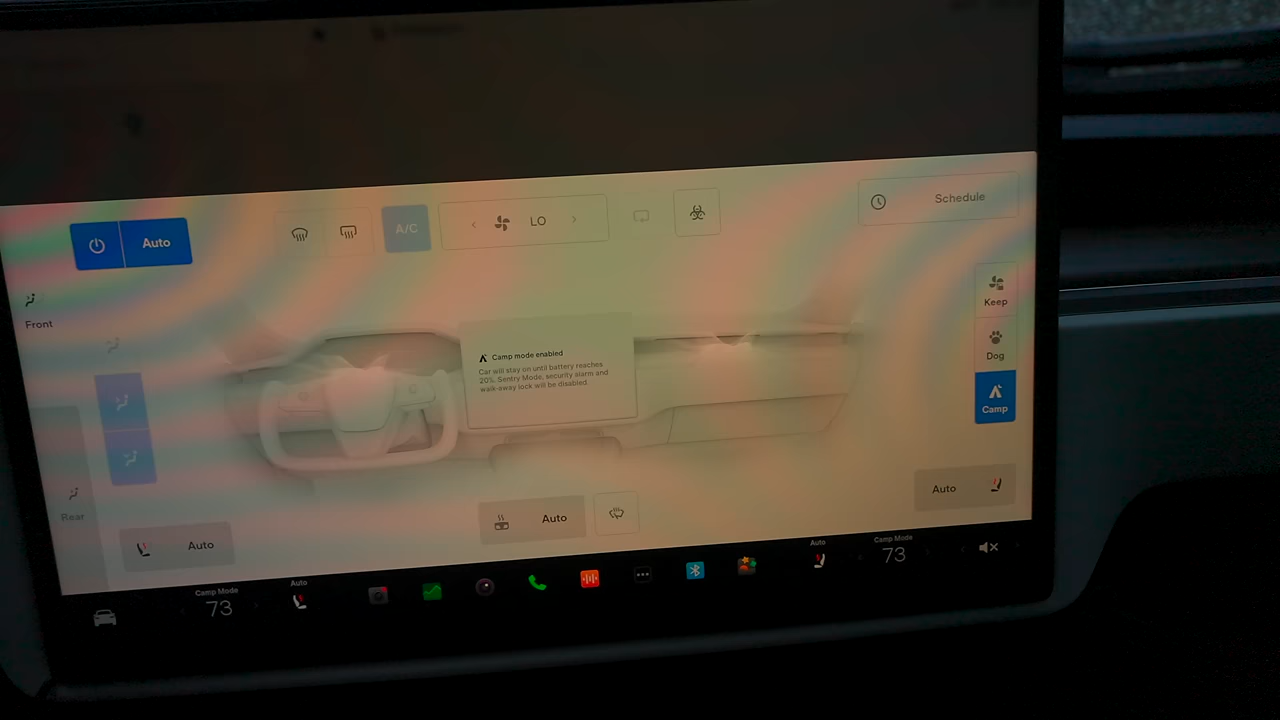 Auto
A/C
LO
Schedule
Front
Keep
Dog
Camp
Camp mode enabled
Car will stay on until battery reaches
20%. Sentry Mode, security alarm and
walk-away lock will be disabled.
Rear
Auto
Auto
Auto
Camp Mode
73
Auto
Auto
Camp Mode
73